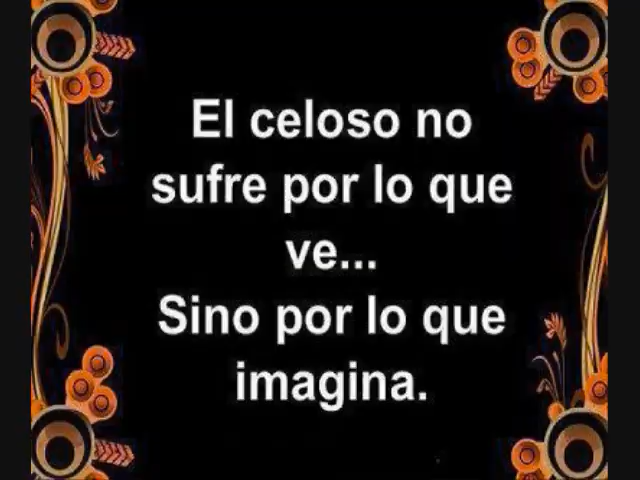 El celoso no
sufre por lo que
ve...
Sino por lo que
imagina.